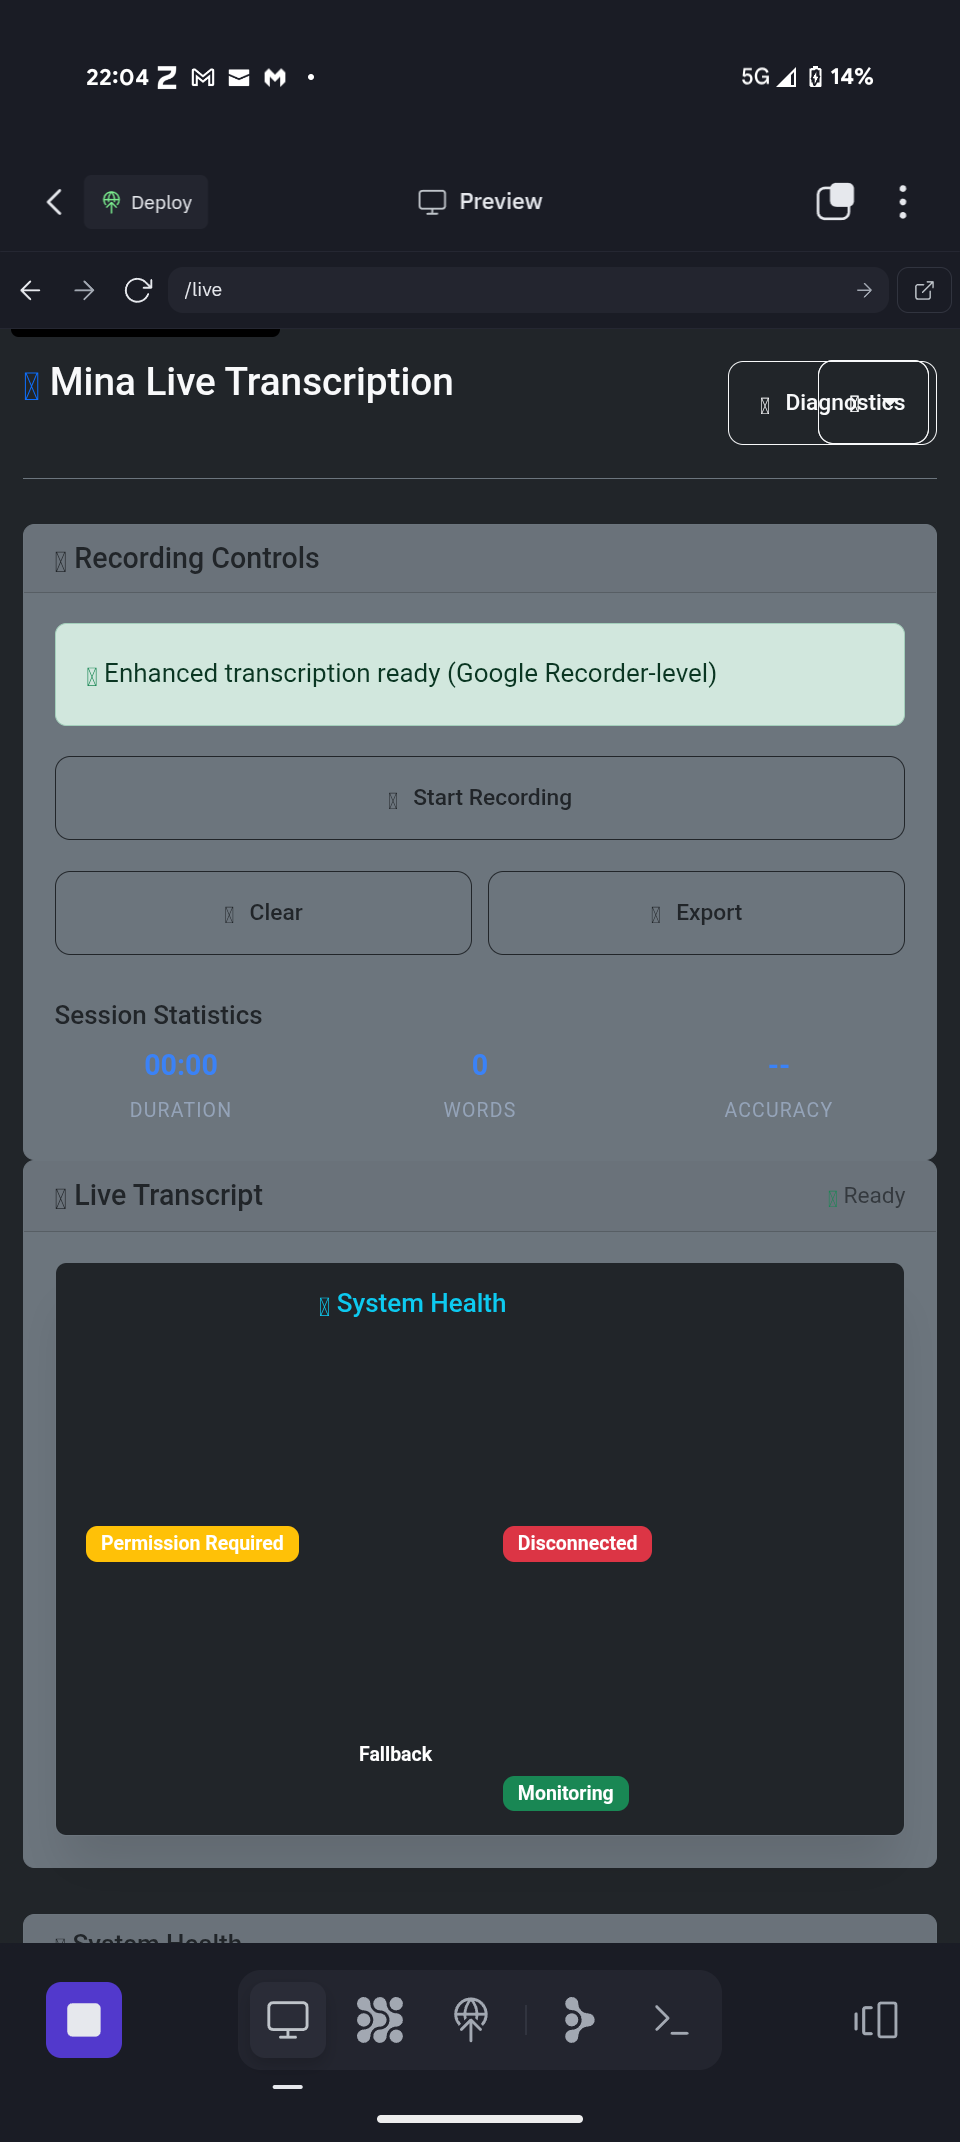 22:04
5G 14%
Deploy
Preview
/live
Mina Live Transcription
Diagnostics
Recording Controls
Enhanced transcription ready (Google Recorder-level)
Start Recording
Clear
Export
Session Statistics
00:00
0
--
DURATION
WORDS
ACCURACY
Live Transcript
Ready
System Health
Permission Required
Disconnected
Fallback
Monitoring
System Health